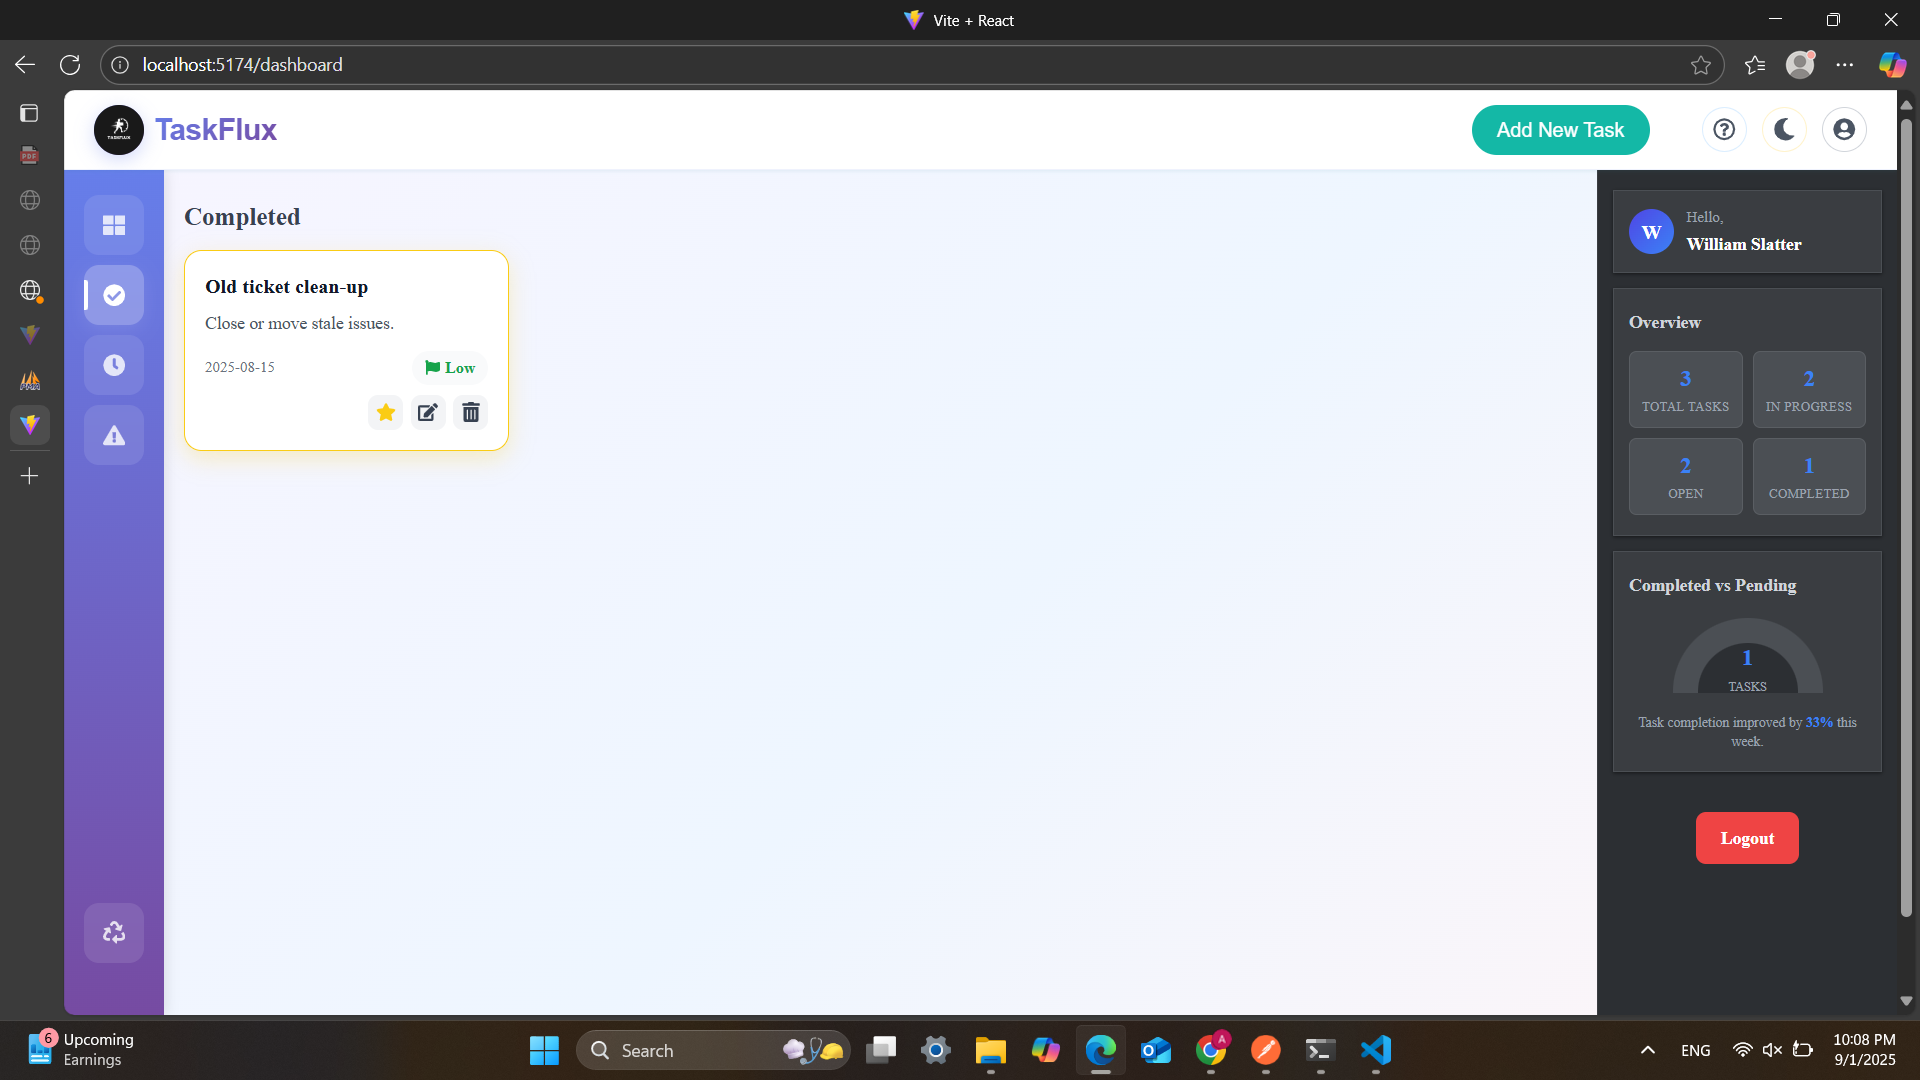 Vite + React
localhost:5174/dashboard
PDF
TASKFLUX
TaskFlux
Add New Task
Completed
Old ticket clean-up
Close or move stale issues.
2025-08-15
Low
W
Hello,
William Slatter
Overview
3
TOTAL TASKS
2
IN PROGRESS
2
OPEN
1
COMPLETED
Completed vs Pending
1
TASKS
Task completion improved by 33% this
week.
Logout
6
Upcoming
Earnings
Search
A
ENG
10:08 PM
9/1/2025